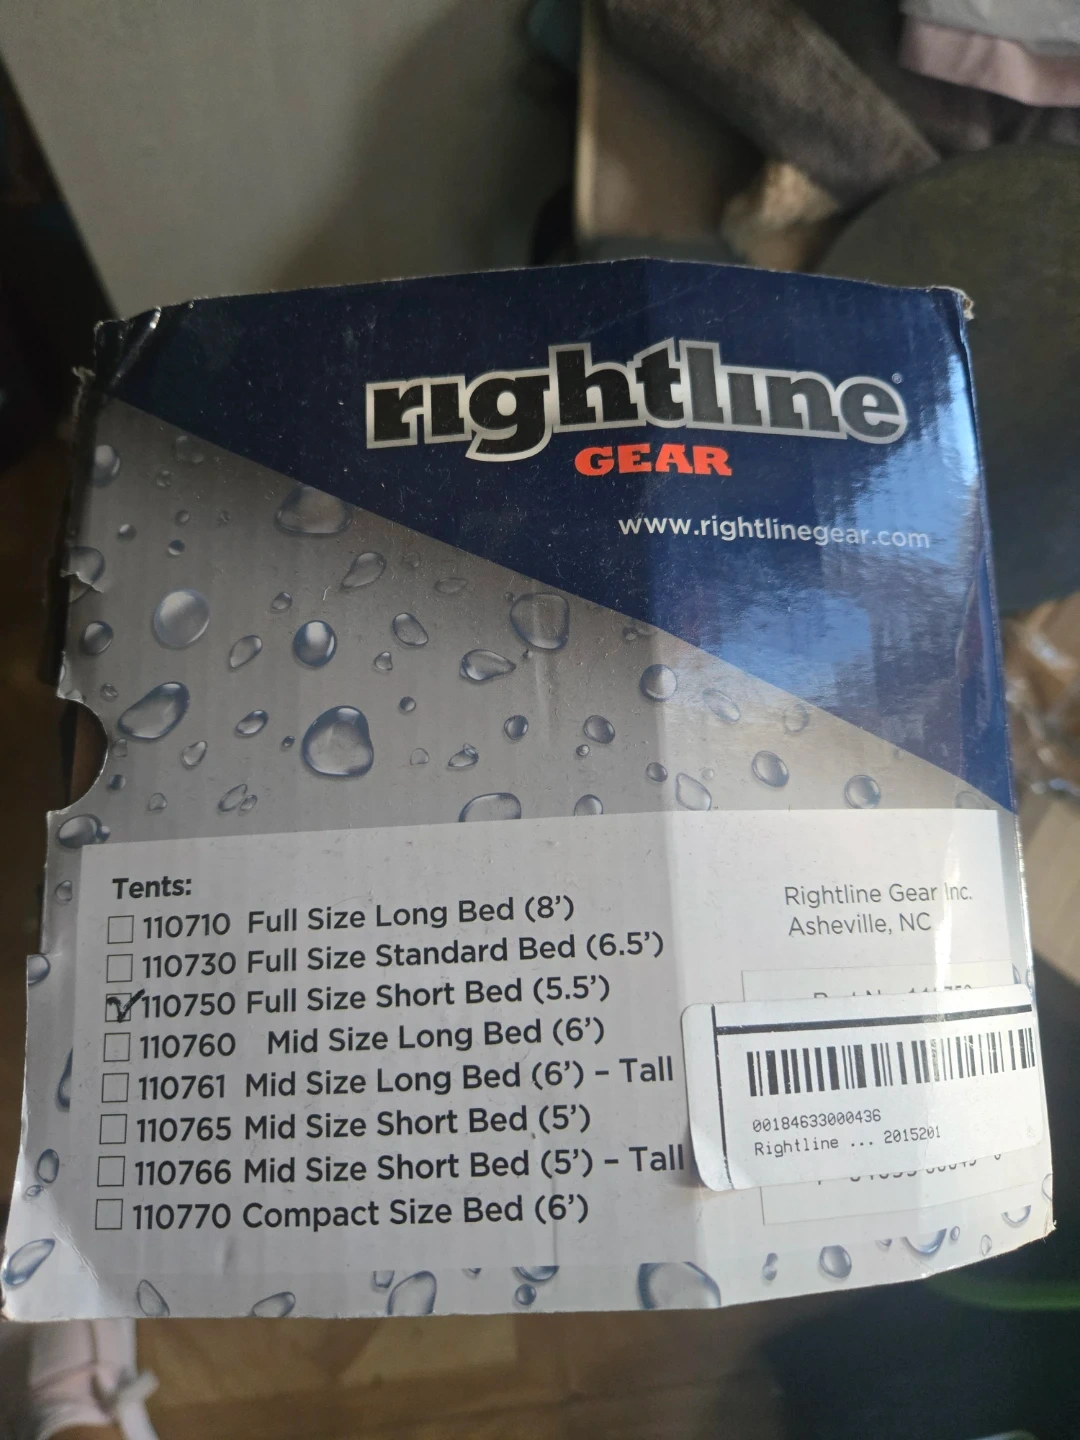 rightline®
GEAR
www.rightlinegear.com
Tents:
110710 Full Size Long Bed (8')
110730 Full Size Standard Bed (6.5')
110750 Full Size Short Bed (5.5')
110760 Mid Size Long Bed (6')
110761 Mid Size Long Bed (6') – Tall
110765 Mid Size Short Bed (5')
110766 Mid Size Short Bed (5') – Tall
110770 Compact Size Bed (6')
Rightline Gear Inc.
Asheville, NC
00184633000436
Rightline ... 2015201